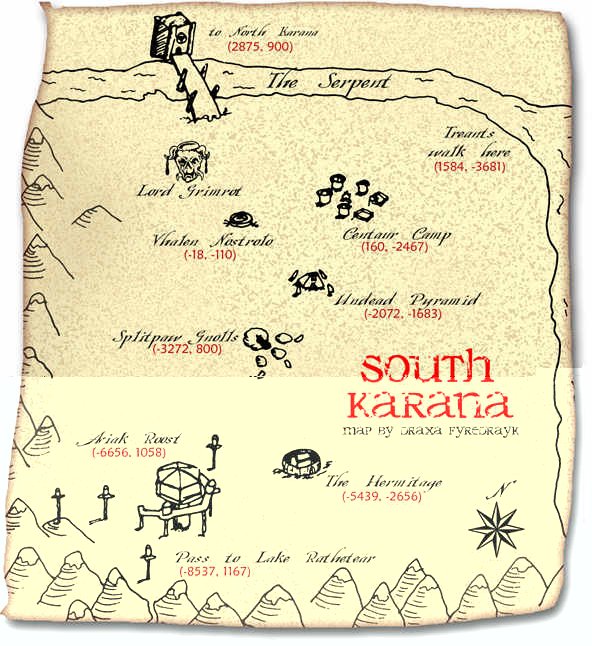 to North Karana
(2875, 900)
The Serpent
Treants
walk here
(1584, -3681)
Lord Grimrot
Vhalen Nostrolo
(-18, -110)
Centaur Camp
(160, -2467)
Undead Pyramid
(-2072, -1683)
Splitpaw Gnolls
(-3272, 800)
South
Karana
map by Draxa Fyredrayk
Aviak Roost
(-6656, 1058)
The Hermitage
(-5439, -2656)
N
Pass to Lake Rathetear
(-8537, 1167)